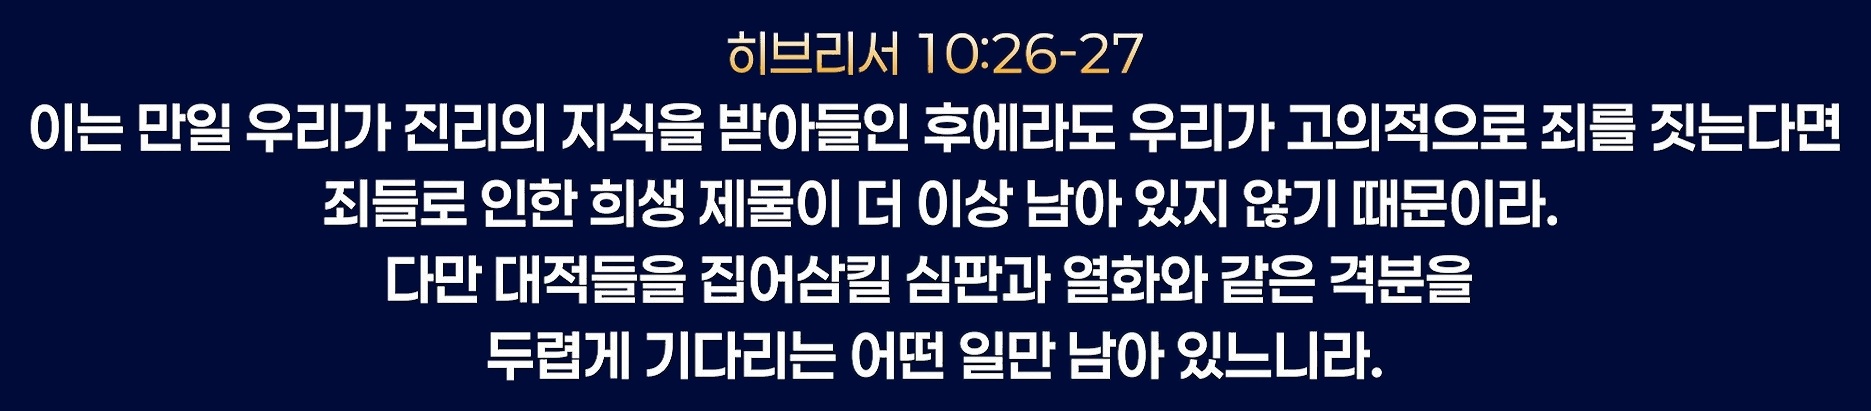 히브리서 10:26-27
이는 만일 우리가 진리의 지식을 받아들인 후에라도 우리가 고의적으로 죄를 짓는다면
죄들로 인한 희생 제물이 더 이상 남아 있지 않기 때문이라.
다만 대적들을 집어삼킬 심판과 열화와 같은 격분을
두렵게 기다리는 어떤 일만 남아 있느니라.